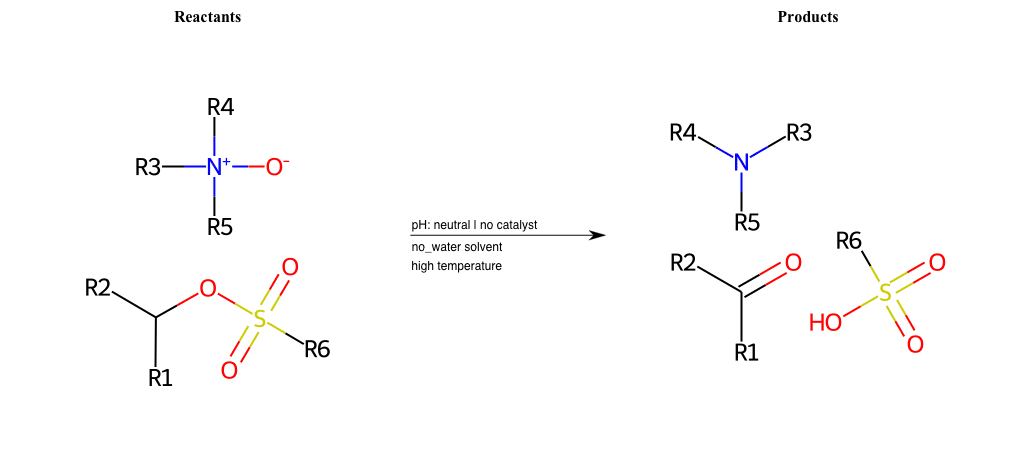 Reactants
Products
R4
R3 N+ O-
R5
R4 R3
N
R5
pH: neutral | no catalyst
no_water solvent
high temperature
R2 O O
S
O R6
R1
R2 O
R1
R6 O
S
HO
O